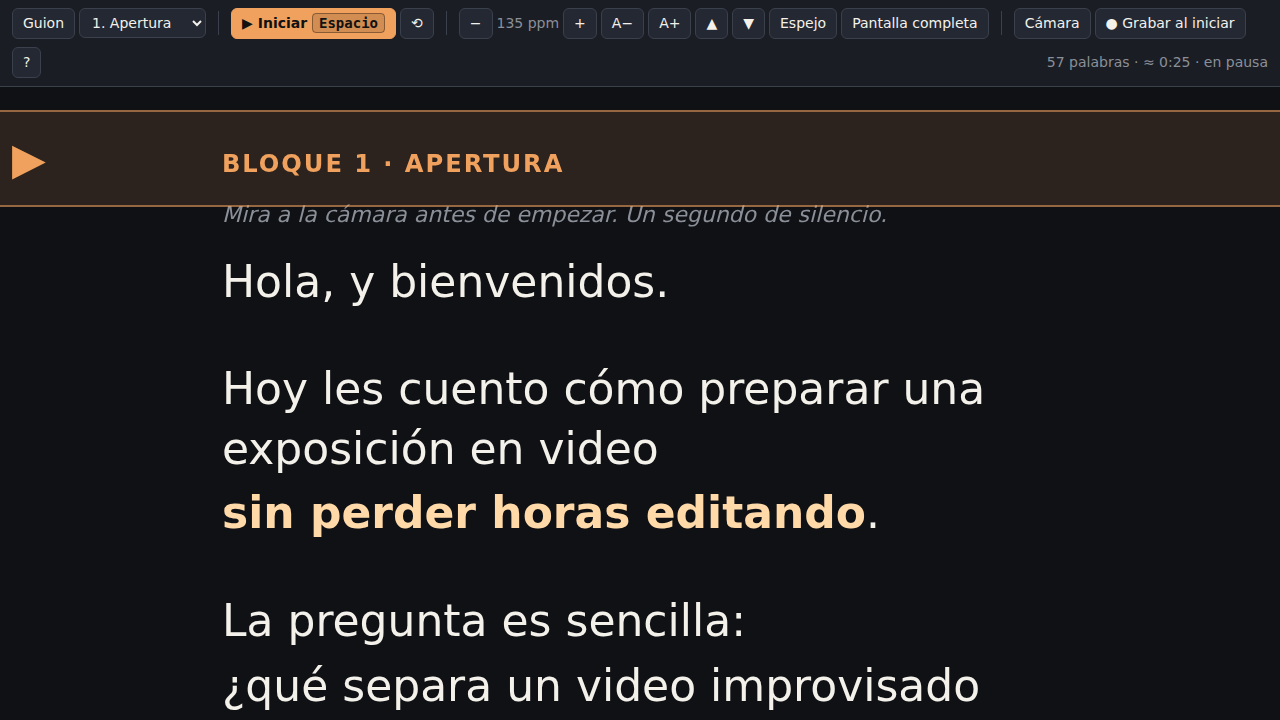 Guion 1. Apertura ▶ Iniciar Espacio ⟲ − 135 ppm + A− A+ ▲ ▼ Espejo Pantalla completa Cámara ● Grabar al iniciar
? 57 palabras · ≈ 0:25 · en pausa
BLOQUE 1 · APERTURA
Mira a la cámara antes de empezar. Un segundo de silencio.
Hola, y bienvenidos.
Hoy les cuento cómo preparar una
exposición en video
sin perder horas editando.
La pregunta es sencilla:
¿qué separa un video improvisado